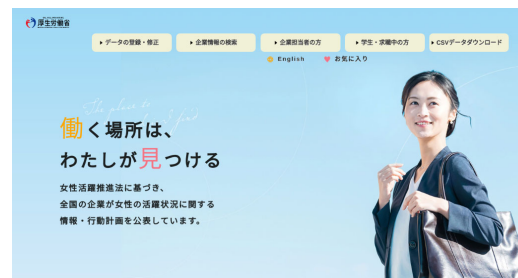 厚生労働省
データの登録・修正
企業情報の検索
企業担当者の方
学生・求職中の方
CSVデータダウンロード
English
お気に入り
The place to
find
働く場所は、
わたしが見つける
女性活躍推進法に基づき、
全国の企業が女性の活躍状況に関する
情報・行動計画を公表しています。